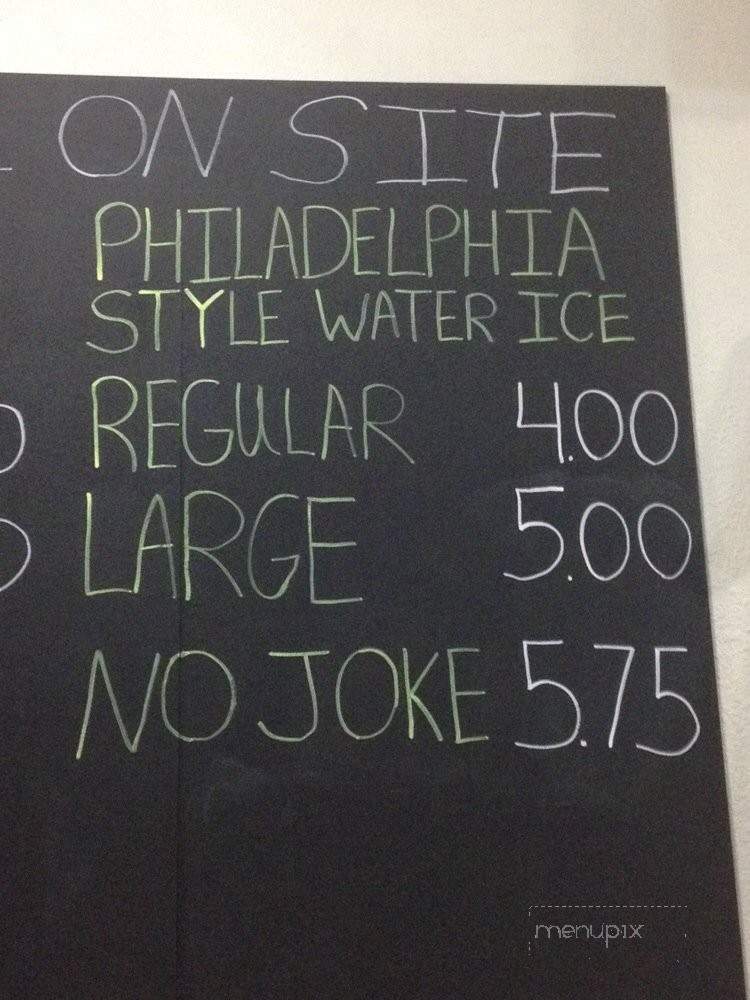 ON SITE
PHILADELPHIA
STYLE WATER ICE
REGULAR 4.00
LARGE 5.00
NO JOKE 5.75
menupix